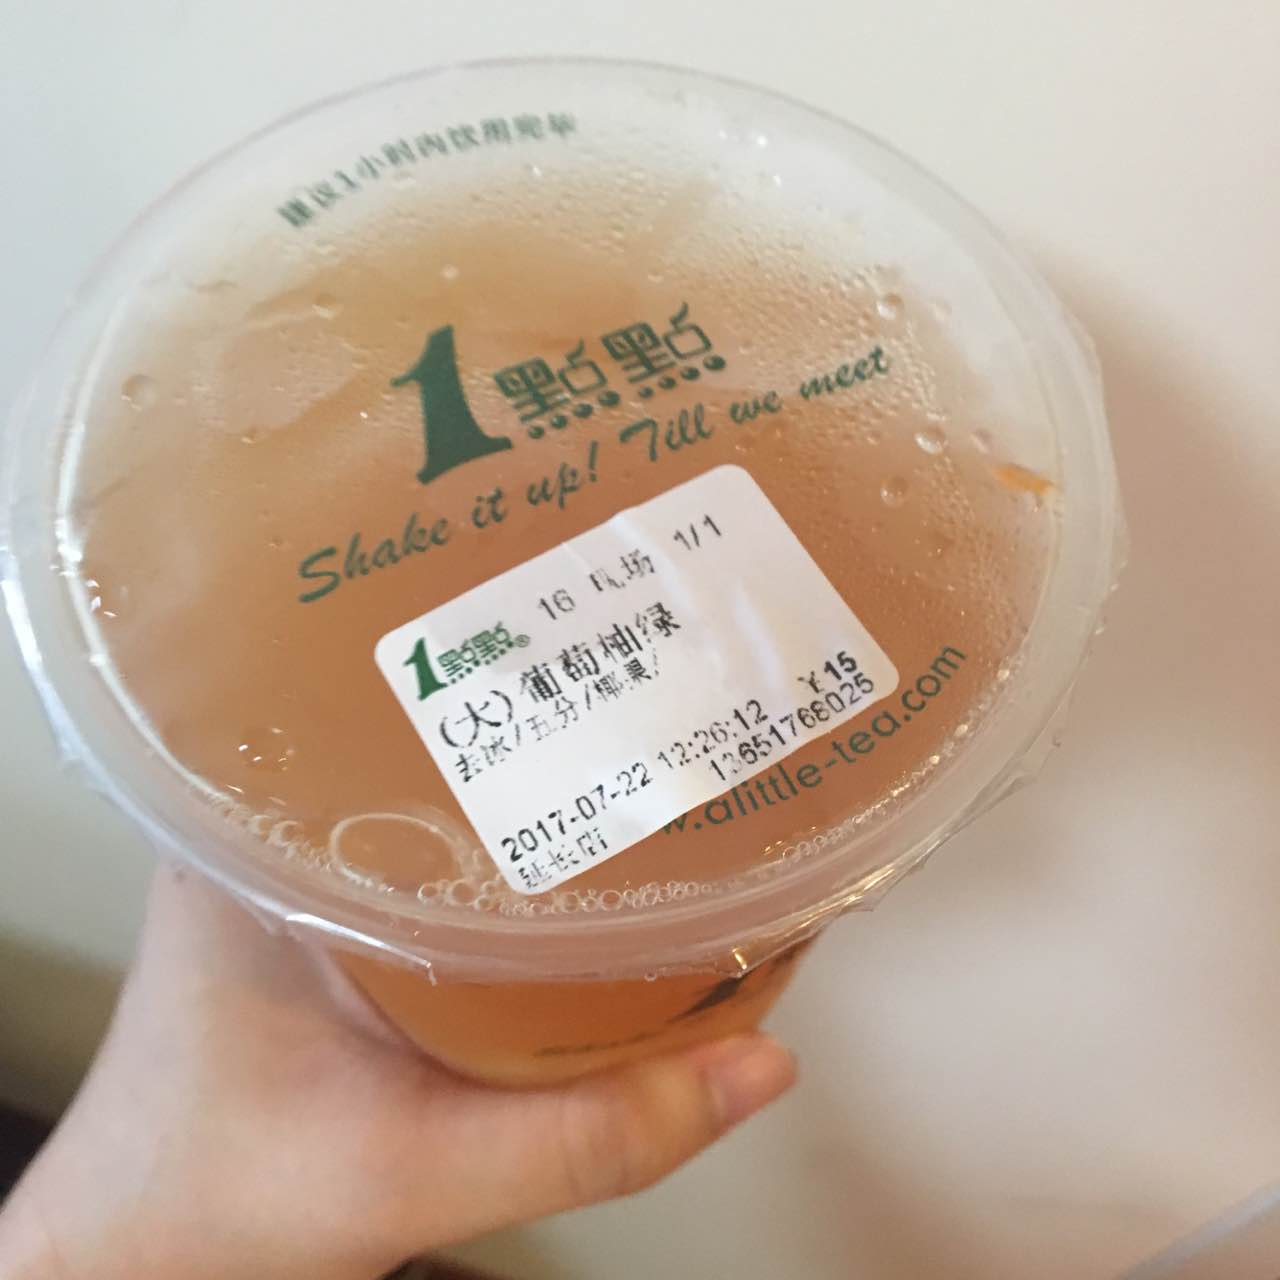 建议1小时内饮用完毕
1點點
Shake it up! Till we meet
1點點® 16 现场 1/1
(大)葡萄柚绿
去冰/五分/椰果/
￥15
2017-07-22 12:26:12
13651768025
延长店
w.alittle-tea.com